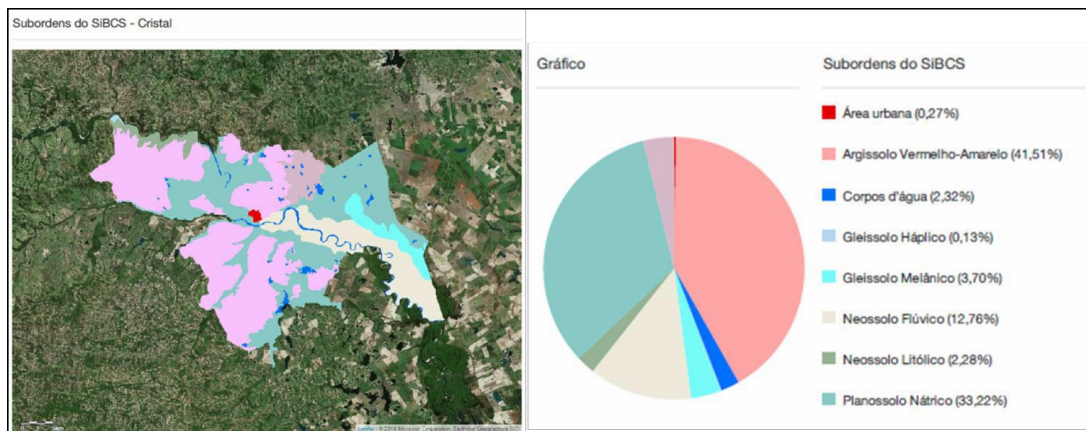 Subordens do SiBCS - Cristal
Gráfico
Subordens do SiBCS
Área urbana (0,27%)
Argissolo Vermelho-Amarelo (41,51%)
Corpos d'água (2,32%)
Gleissolo Háplico (0,13%)
Gleissolo Melânico (3,70%)
Neossolo Flúvico (12,76%)
Neossolo Litólico (2,28%)
Planossolo Nátrico (33,22%)